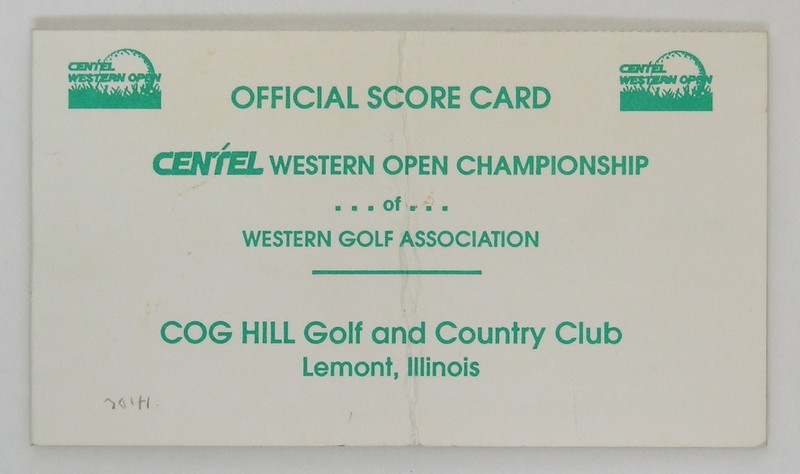 CENTEL
WESTERN OPEN
CENTEL
WESTERN OPEN
OFFICIAL SCORE CARD
CENTEL WESTERN OPEN CHAMPIONSHIP
. . . of . . .
WESTERN GOLF ASSOCIATION
COG HILL Golf and Country Club
Lemont, Illinois